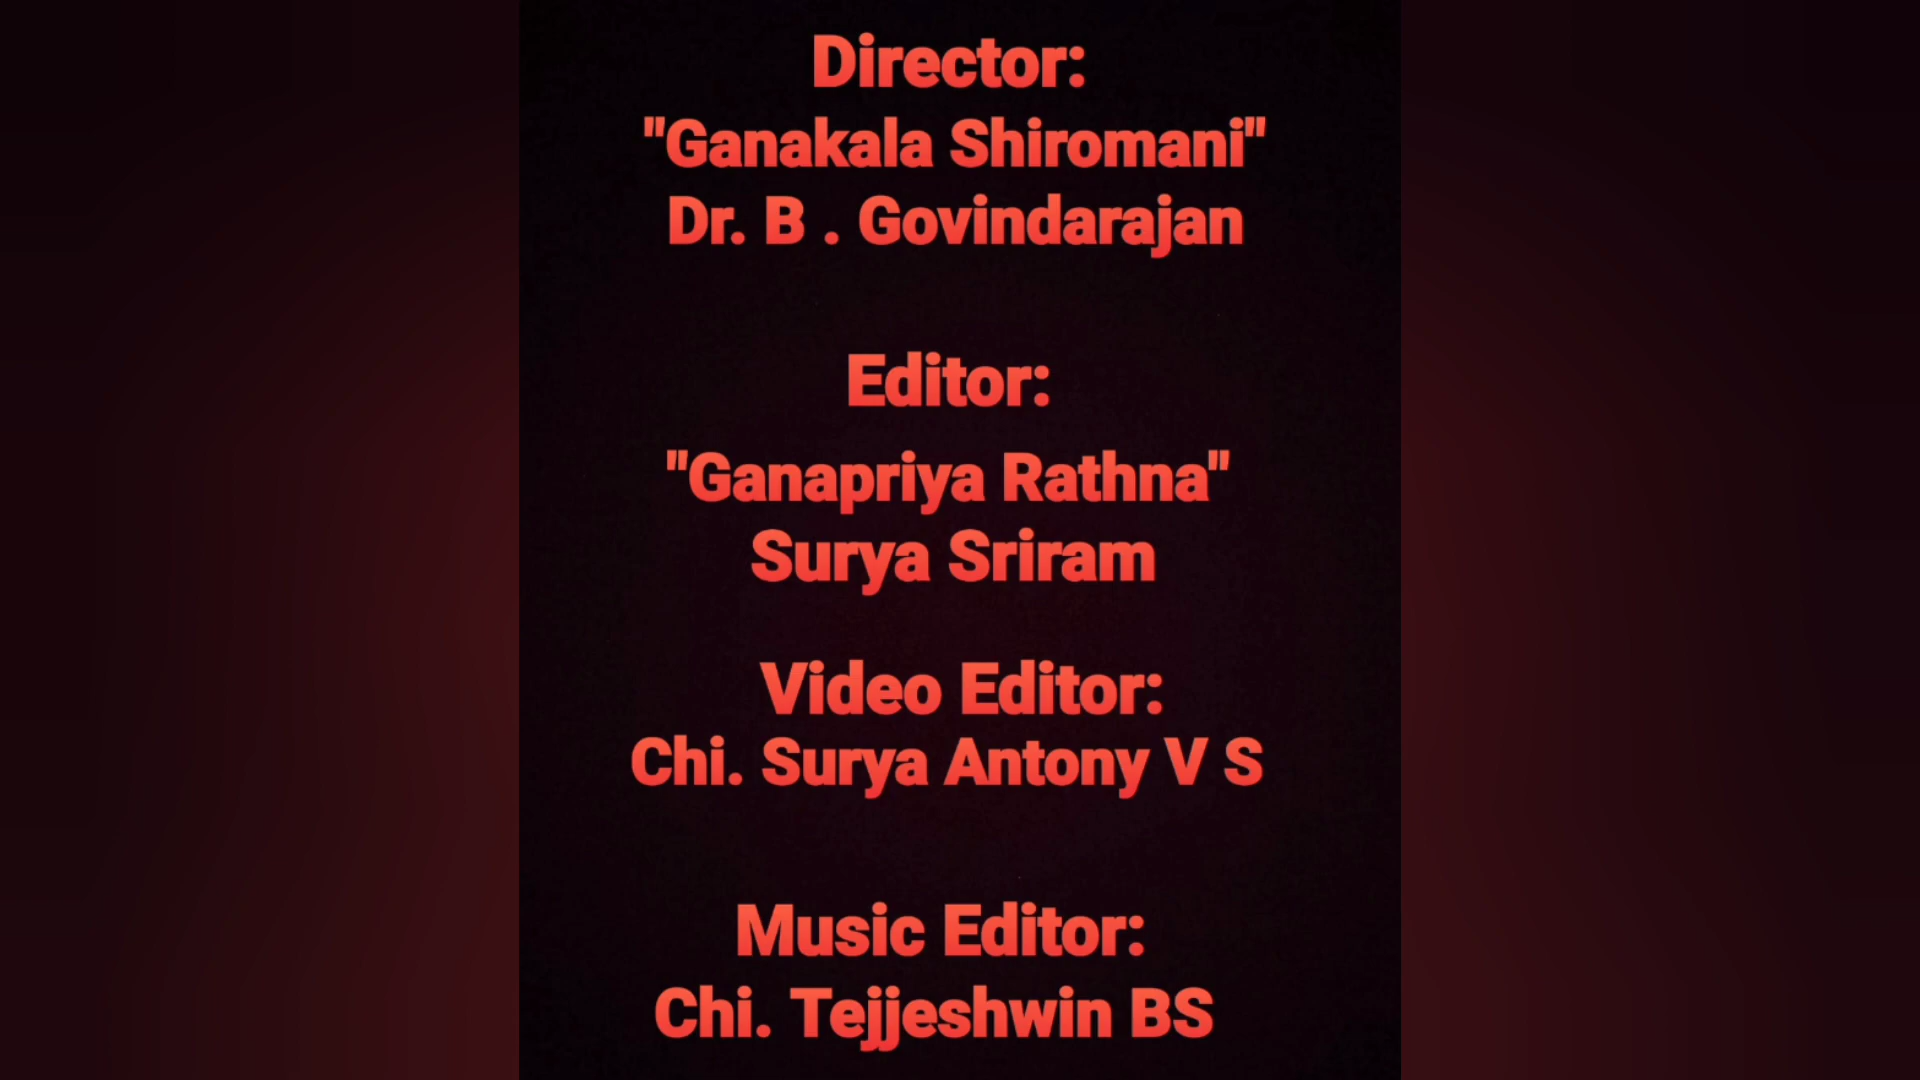 Director:
"Ganakala Shiromani"
Dr. B . Govindarajan
Editor:
"Ganapriya Rathna"
Surya Sriram
Video Editor:
Chi. Surya Antony V S
Music Editor:
Chi. Tejjeshwin BS